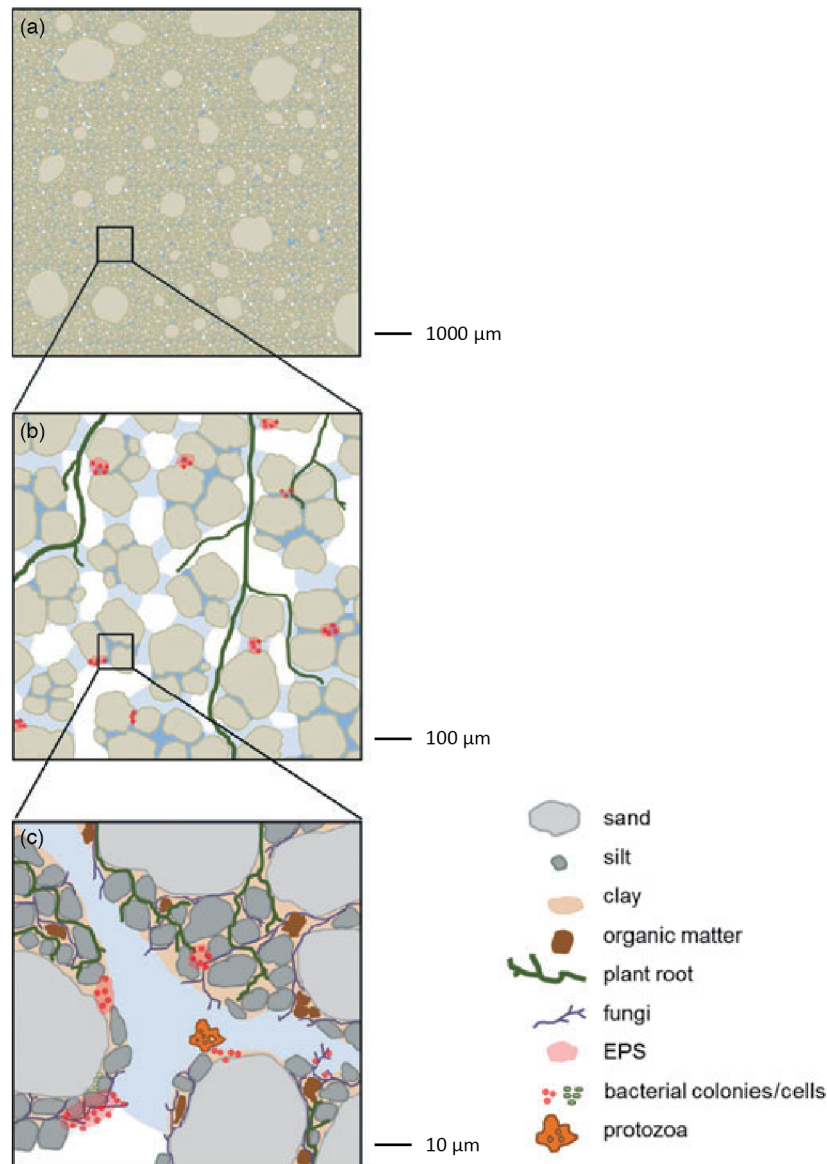 (a)
1000 µm
(b)
100 µm
(c)
sand
silt
clay
organic matter
plant root
fungi
EPS
bacterial colonies/cells
protozoa
10 µm